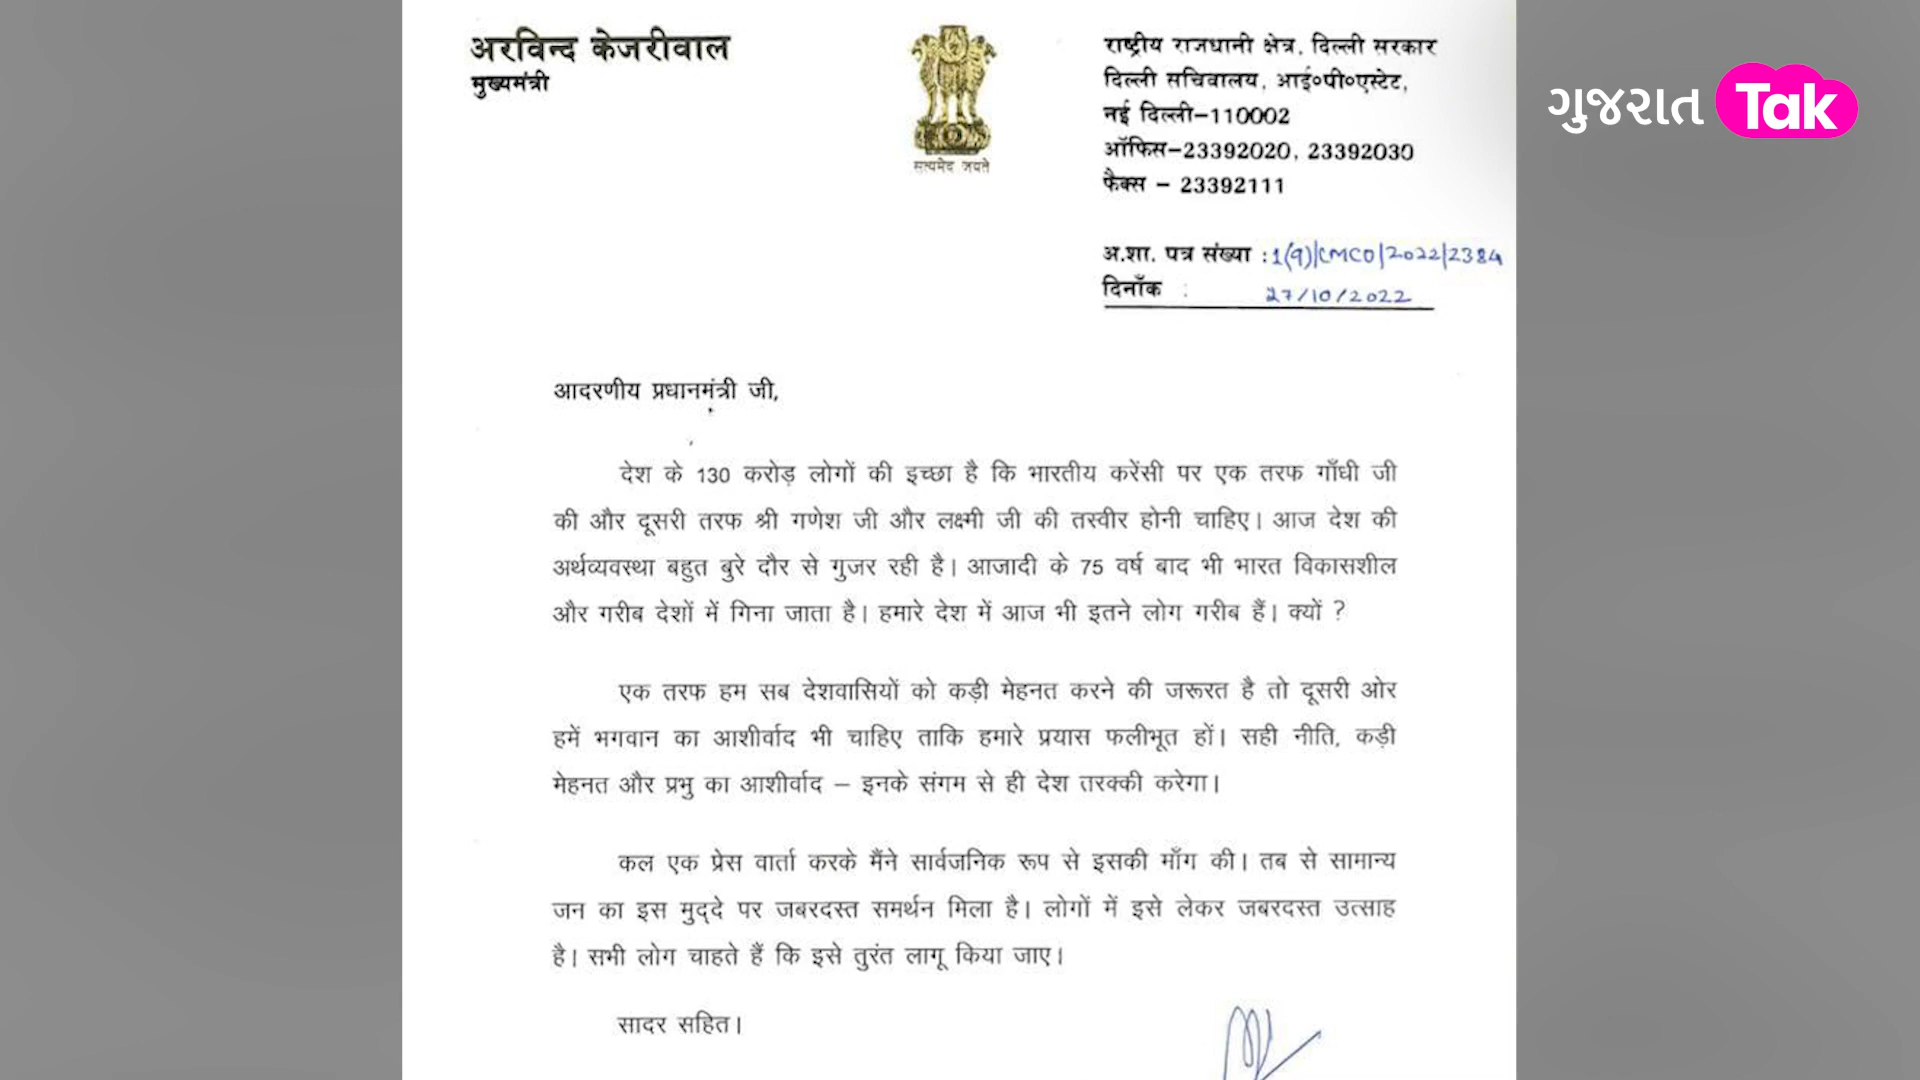 अरविन्द केजरीवाल
मुख्यमंत्री
सत्यमेव जयते
राष्ट्रीय राजधानी क्षेत्र, दिल्ली सरकार
दिल्ली सचिवालय, आई०पी०एस्टेट,
नई दिल्ली–110002
ऑफिस–23392020, 23392030
फैक्स – 23392111
अ.शा. पत्र संख्या : 1(9)/CMCO/2022/2384
दिनाँक : 27/10/2022
ગુજરાત Tak
आदरणीय प्रधानमंत्री जी,
देश के 130 करोड़ लोगों की इच्छा है कि भारतीय करेंसी पर एक तरफ गाँधी जी
की और दूसरी तरफ श्री गणेश जी और लक्ष्मी जी की तस्वीर होनी चाहिए। आज देश की
अर्थव्यवस्था बहुत बुरे दौर से गुजर रही है। आजादी के 75 वर्ष बाद भी भारत विकासशील
और गरीब देशों में गिना जाता है। हमारे देश में आज भी इतने लोग गरीब हैं। क्यों ?
एक तरफ हम सब देशवासियों को कड़ी मेहनत करने की जरूरत है तो दूसरी ओर
हमें भगवान का आशीर्वाद भी चाहिए ताकि हमारे प्रयास फलीभूत हों। सही नीति, कड़ी
मेहनत और प्रभु का आशीर्वाद – इनके संगम से ही देश तरक्की करेगा।
कल एक प्रेस वार्ता करके मैंने सार्वजनिक रूप से इसकी माँग की। तब से सामान्य
जन का इस मुद्दे पर जबरदस्त समर्थन मिला है। लोगों में इसे लेकर जबरदस्त उत्साह
है। सभी लोग चाहते हैं कि इसे तुरंत लागू किया जाए।
सादर सहित।